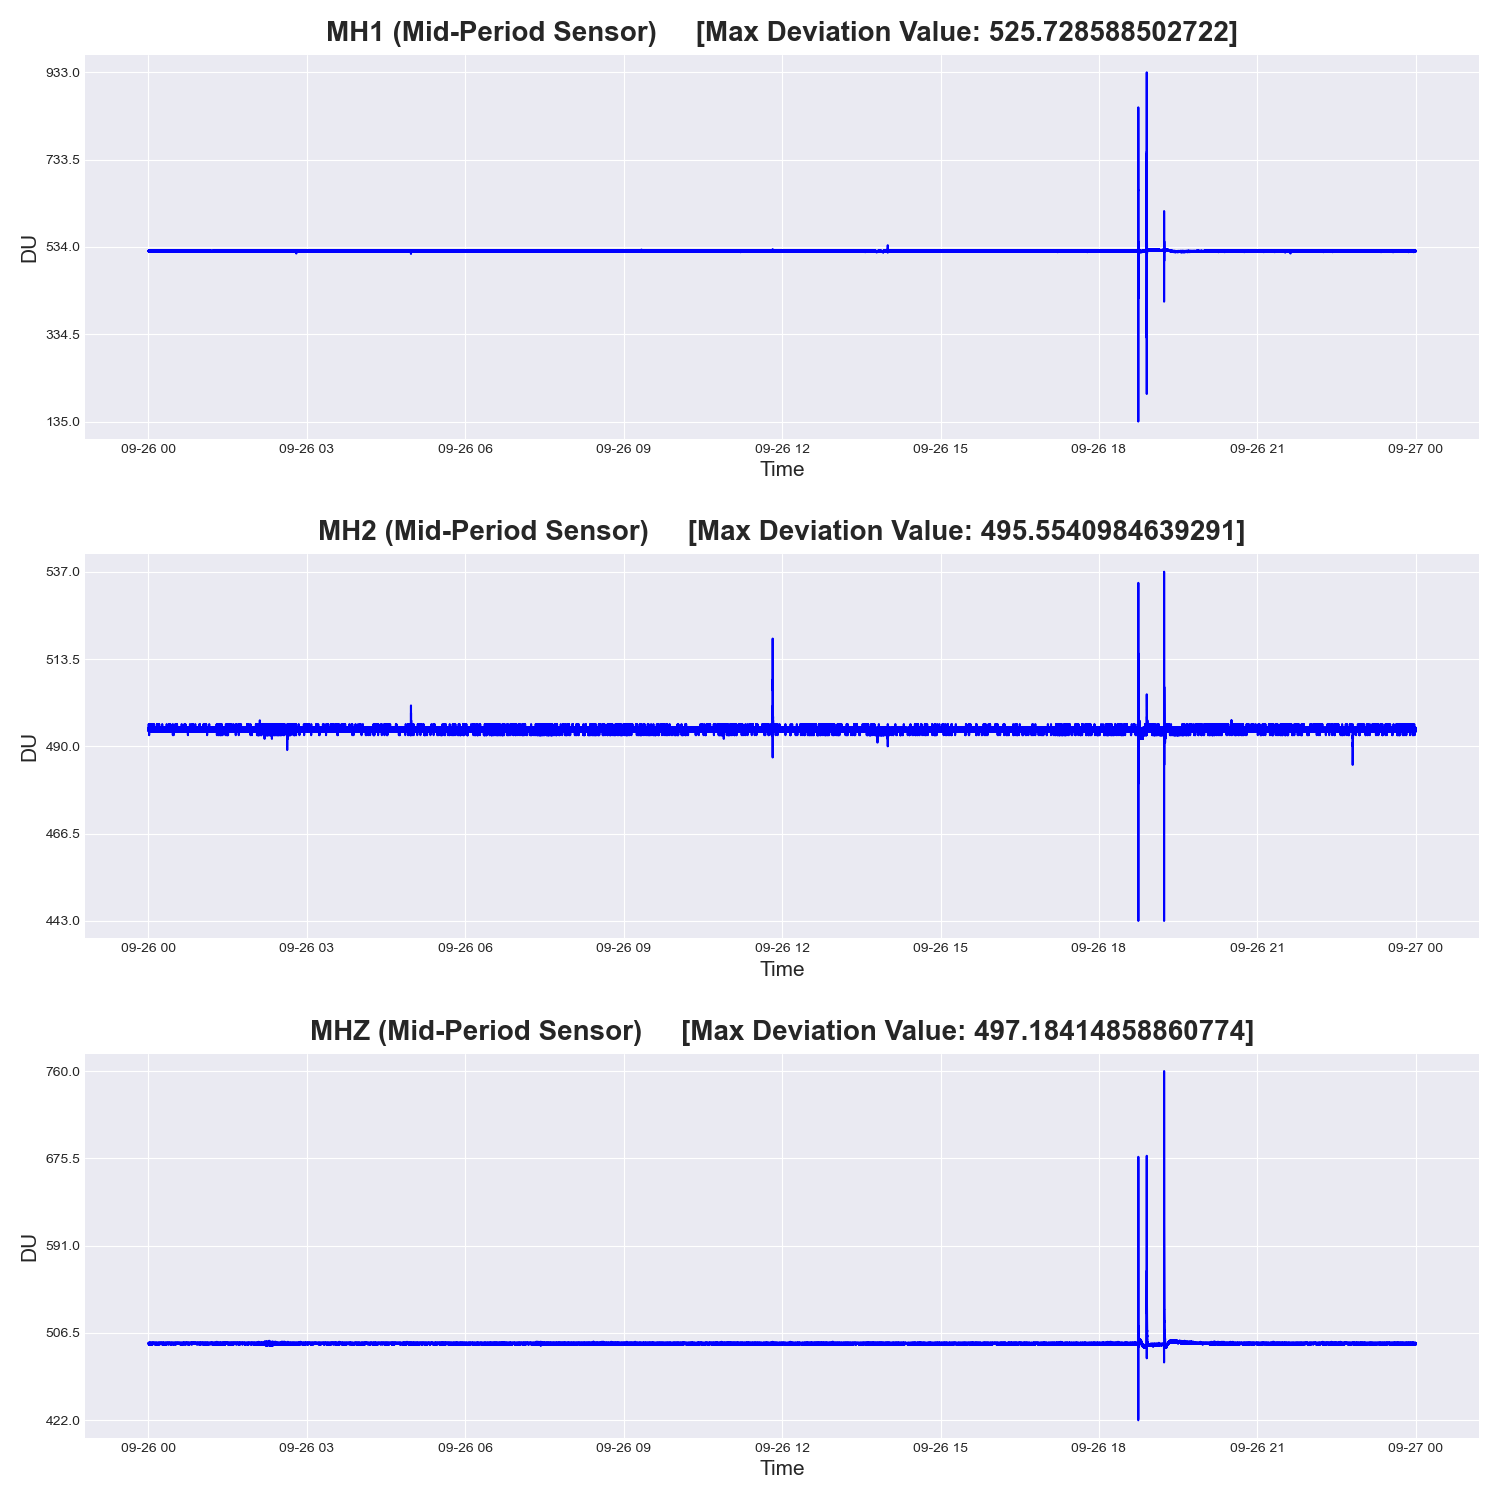 MH1 (Mid-Period Sensor)     [Max Deviation Value: 525.728588502722]
933.0
733.5
534.0
334.5
135.0
DU
09-26 00 09-26 03 09-26 06 09-26 09 09-26 12 09-26 15 09-26 18 09-26 21 09-27 00
Time
MH2 (Mid-Period Sensor)     [Max Deviation Value: 495.5540984639291]
537.0
513.5
490.0
466.5
443.0
DU
09-26 00 09-26 03 09-26 06 09-26 09 09-26 12 09-26 15 09-26 18 09-26 21 09-27 00
Time
MHZ (Mid-Period Sensor)     [Max Deviation Value: 497.18414858860774]
760.0
675.5
591.0
506.5
422.0
DU
09-26 00 09-26 03 09-26 06 09-26 09 09-26 12 09-26 15 09-26 18 09-26 21 09-27 00
Time